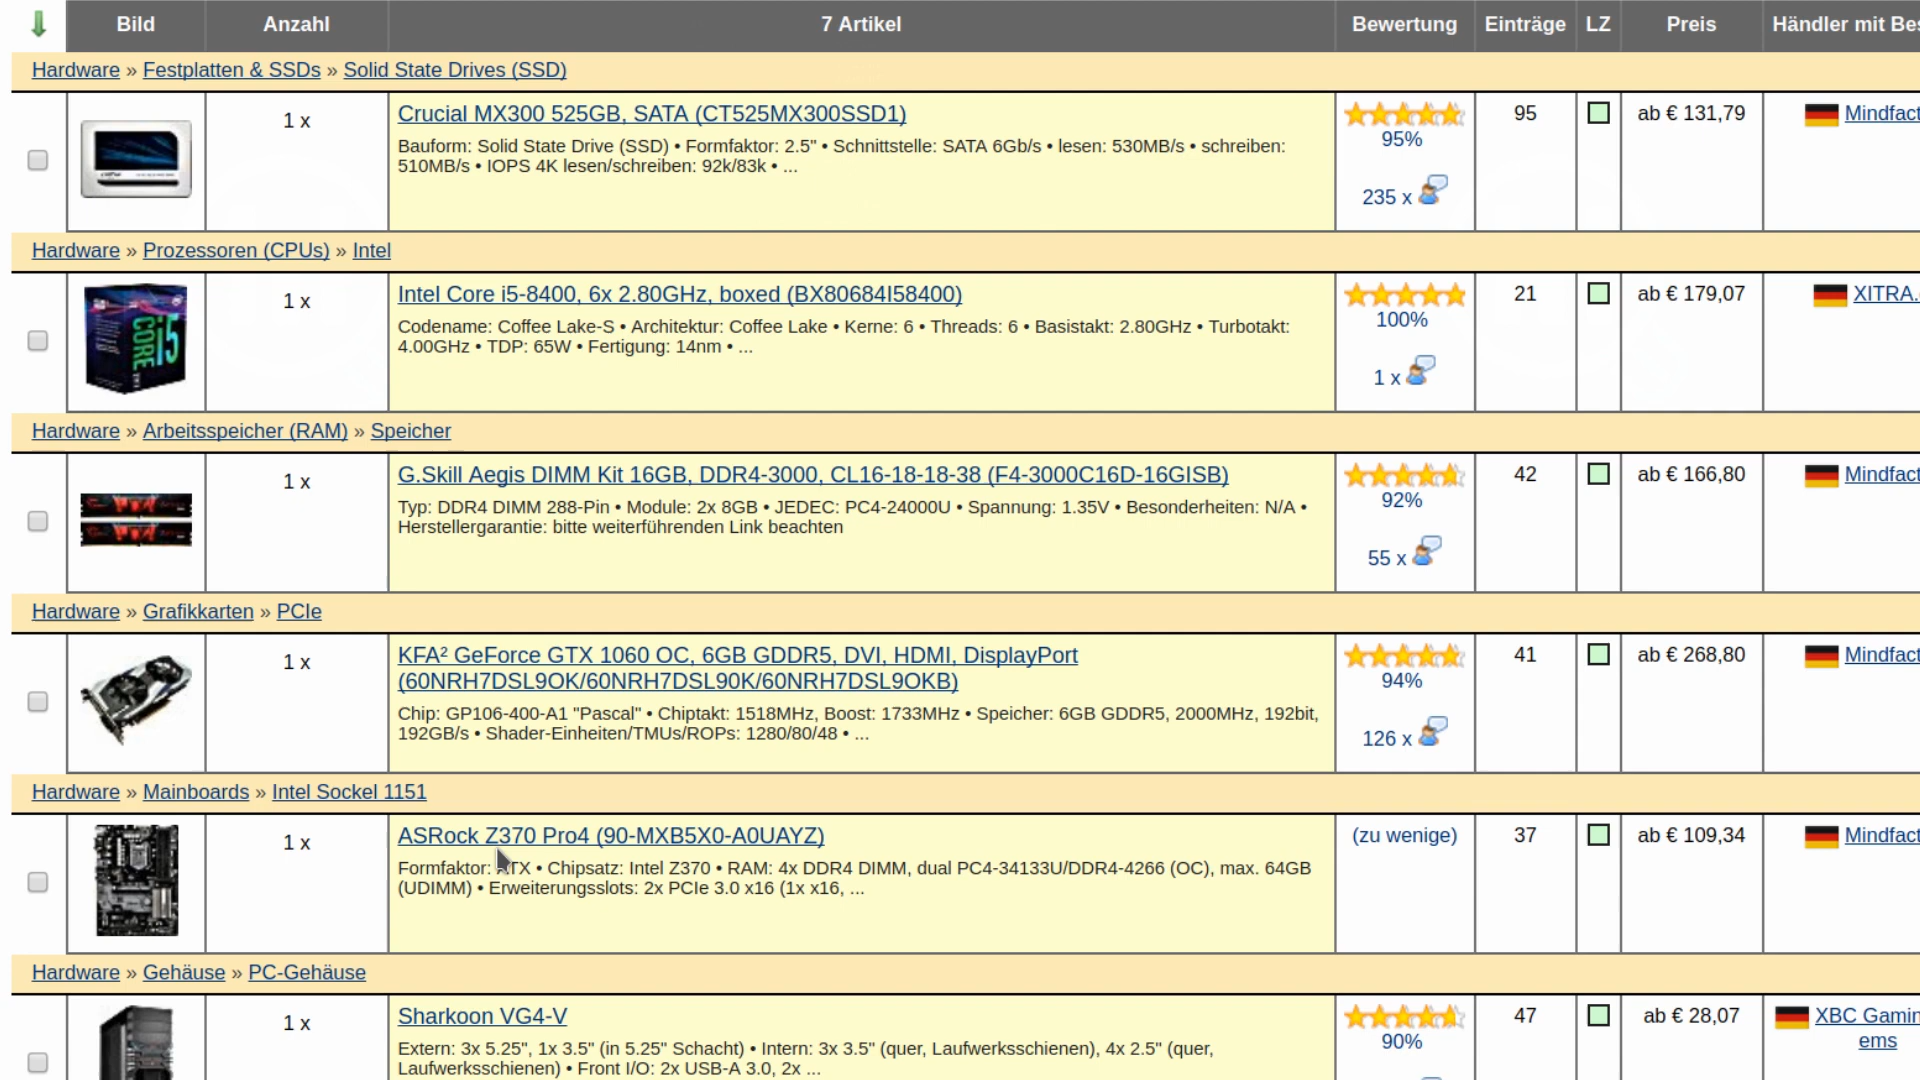 Bild Anzahl 7 Artikel Bewertung Einträge LZ Preis Händler mit Bes
Hardware » Festplatten & SSDs » Solid State Drives (SSD)
1 x Crucial MX300 525GB, SATA (CT525MX300SSD1) 95 ab € 131,79 Mindfact
Bauform: Solid State Drive (SSD) • Formfaktor: 2.5" • Schnittstelle: SATA 6Gb/s • lesen: 530MB/s • schreiben: 95%
510MB/s • IOPS 4K lesen/schreiben: 92k/83k • ...
235 x
Hardware » Prozessoren (CPUs) » Intel
1 x Intel Core i5-8400, 6x 2.80GHz, boxed (BX80684I58400) 21 ab € 179,07 XITRA.
CORE i5
Codename: Coffee Lake-S • Architektur: Coffee Lake • Kerne: 6 • Threads: 6 • Basistakt: 2.80GHz • Turbotakt: 100%
4.00GHz • TDP: 65W • Fertigung: 14nm • ...
1 x
Hardware » Arbeitsspeicher (RAM) » Speicher
1 x G.Skill Aegis DIMM Kit 16GB, DDR4-3000, CL16-18-18-38 (F4-3000C16D-16GISB) 42 ab € 166,80 Mindfact
Typ: DDR4 DIMM 288-Pin • Module: 2x 8GB • JEDEC: PC4-24000U • Spannung: 1.35V • Besonderheiten: N/A • 92%
Herstellergarantie: bitte weiterführenden Link beachten
55 x
Hardware » Grafikkarten » PCIe
1 x KFA² GeForce GTX 1060 OC, 6GB GDDR5, DVI, HDMI, DisplayPort 41 ab € 268,80 Mindfact
(60NRH7DSL9OK/60NRH7DSL90K/60NRH7DSL9OKB) 94%
Chip: GP106-400-A1 "Pascal" • Chiptakt: 1518MHz, Boost: 1733MHz • Speicher: 6GB GDDR5, 2000MHz, 192bit,
192GB/s • Shader-Einheiten/TMUs/ROPs: 1280/80/48 • ... 126 x
Hardware » Mainboards » Intel Sockel 1151
1 x ASRock Z370 Pro4 (90-MXB5X0-A0UAYZ) (zu wenige) 37 ab € 109,34 Mindfact
Formfaktor: ATX • Chipsatz: Intel Z370 • RAM: 4x DDR4 DIMM, dual PC4-34133U/DDR4-4266 (OC), max. 64GB
(UDIMM) • Erweiterungsslots: 2x PCIe 3.0 x16 (1x x16, ...
Hardware » Gehäuse » PC-Gehäuse
1 x Sharkoon VG4-V 47 ab € 28,07 XBC Gamin
ems
Extern: 3x 5.25", 1x 3.5" (in 5.25" Schacht) • Intern: 3x 3.5" (quer, Laufwerksschienen), 4x 2.5" (quer, 90%
Laufwerksschienen) • Front I/O: 2x USB-A 3.0, 2x ...